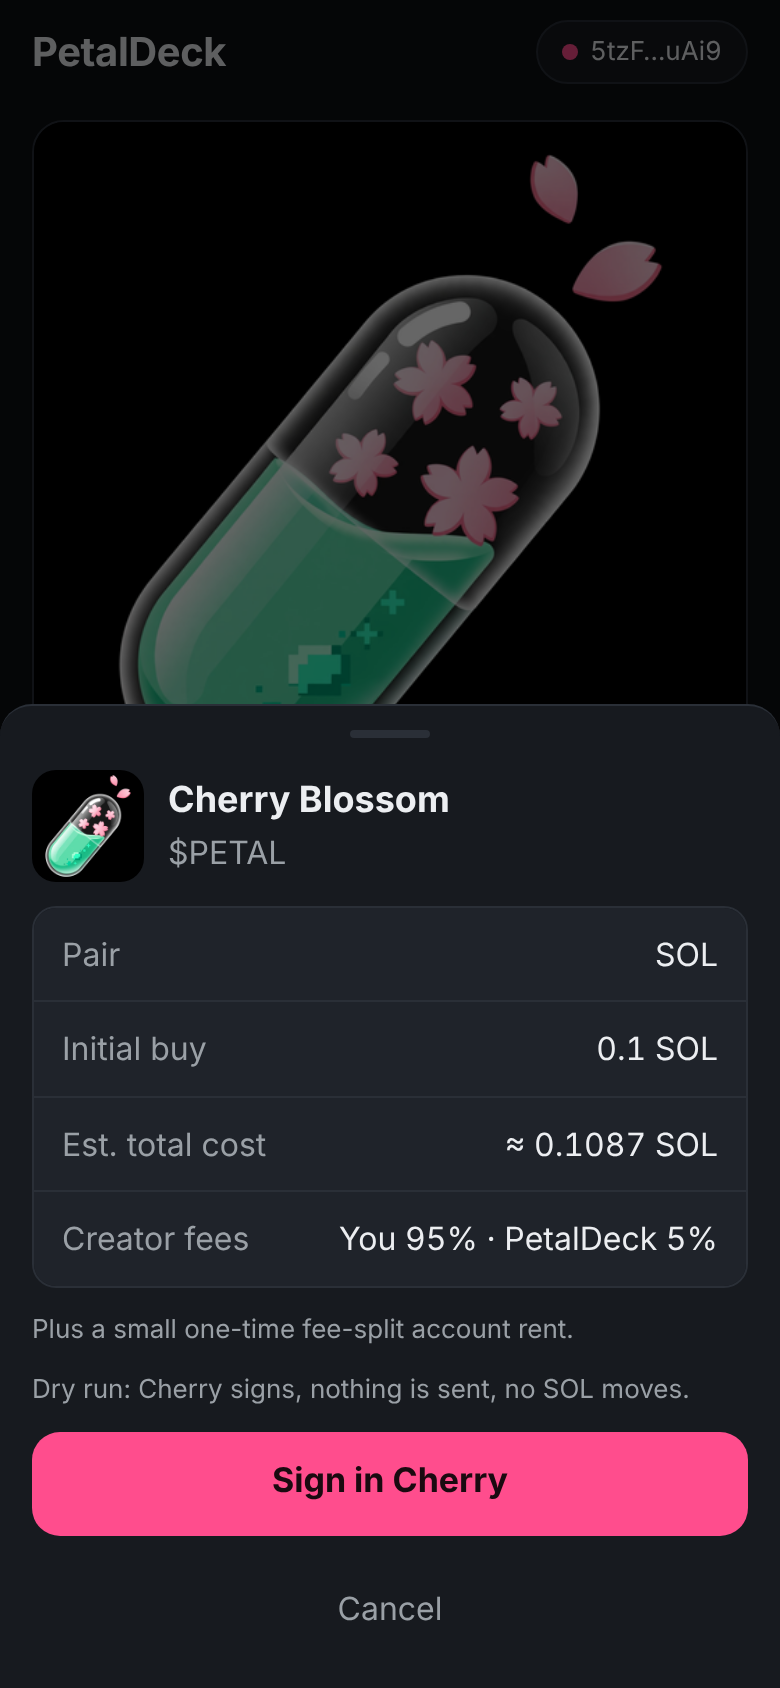 PetalDeck
5tzF...uAi9
Cherry Blossom
$PETAL
Pair
SOL
Initial buy
0.1 SOL
Est. total cost
≈ 0.1087 SOL
Creator fees
You 95% · PetalDeck 5%
Plus a small one-time fee-split account rent.
Dry run: Cherry signs, nothing is sent, no SOL moves.
Sign in Cherry
Cancel